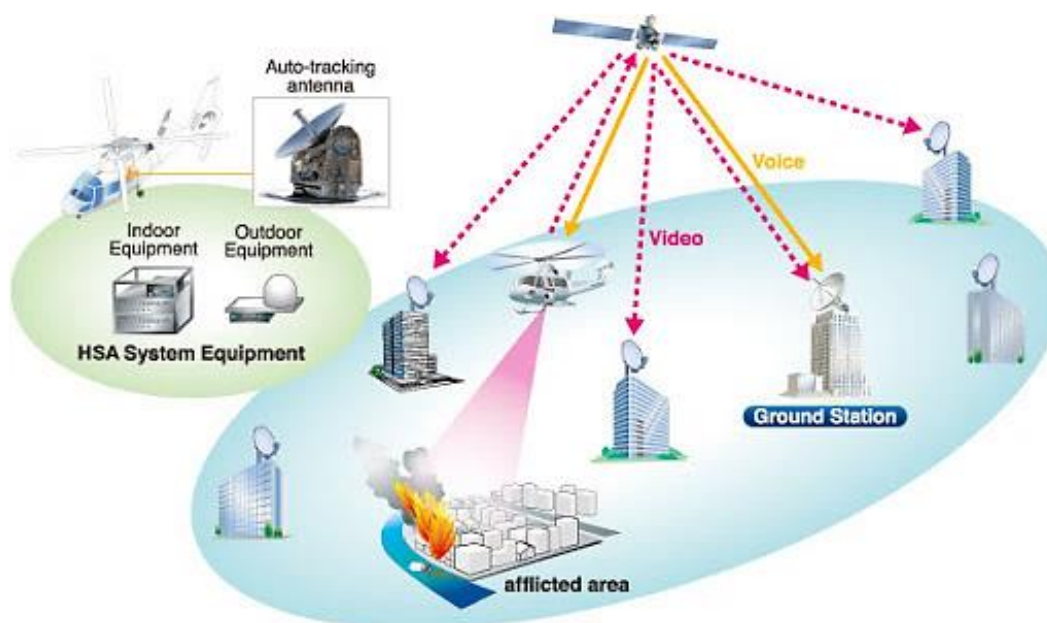 Auto-tracking
antenna
Indoor
Equipment
Outdoor
Equipment
HSA System Equipment
Voice
Video
Ground Station
afflicted area